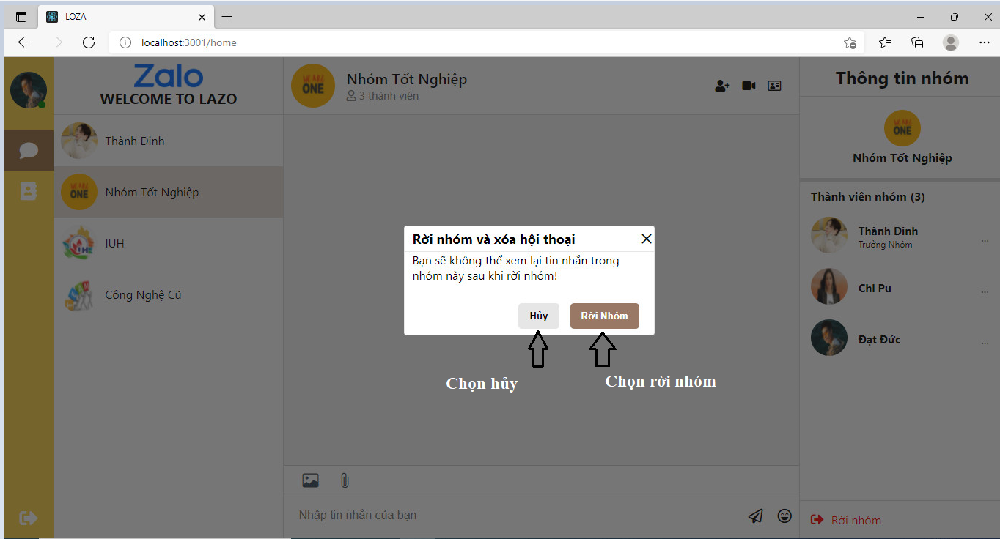 LOZA
localhost:3001/home
Zalo
WELCOME TO LAZO
Thành Dinh
Nhóm Tốt Nghiệp
IUH
Công Nghệ Cũ
WE ARE
ONE
Nhóm Tốt Nghiệp
3 thành viên
Rời nhóm và xóa hội thoại
Bạn sẽ không thể xem lại tin nhắn trong
nhóm này sau khi rời nhóm!
Hủy
Rời Nhóm
Chọn hủy
Chọn rời nhóm
Nhập tin nhắn của bạn
Thông tin nhóm
ONE
Nhóm Tốt Nghiệp
Thành viên nhóm (3)
Thành Dinh
Trưởng Nhóm
...
Chi Pu
...
Đạt Đức
...
Rời nhóm